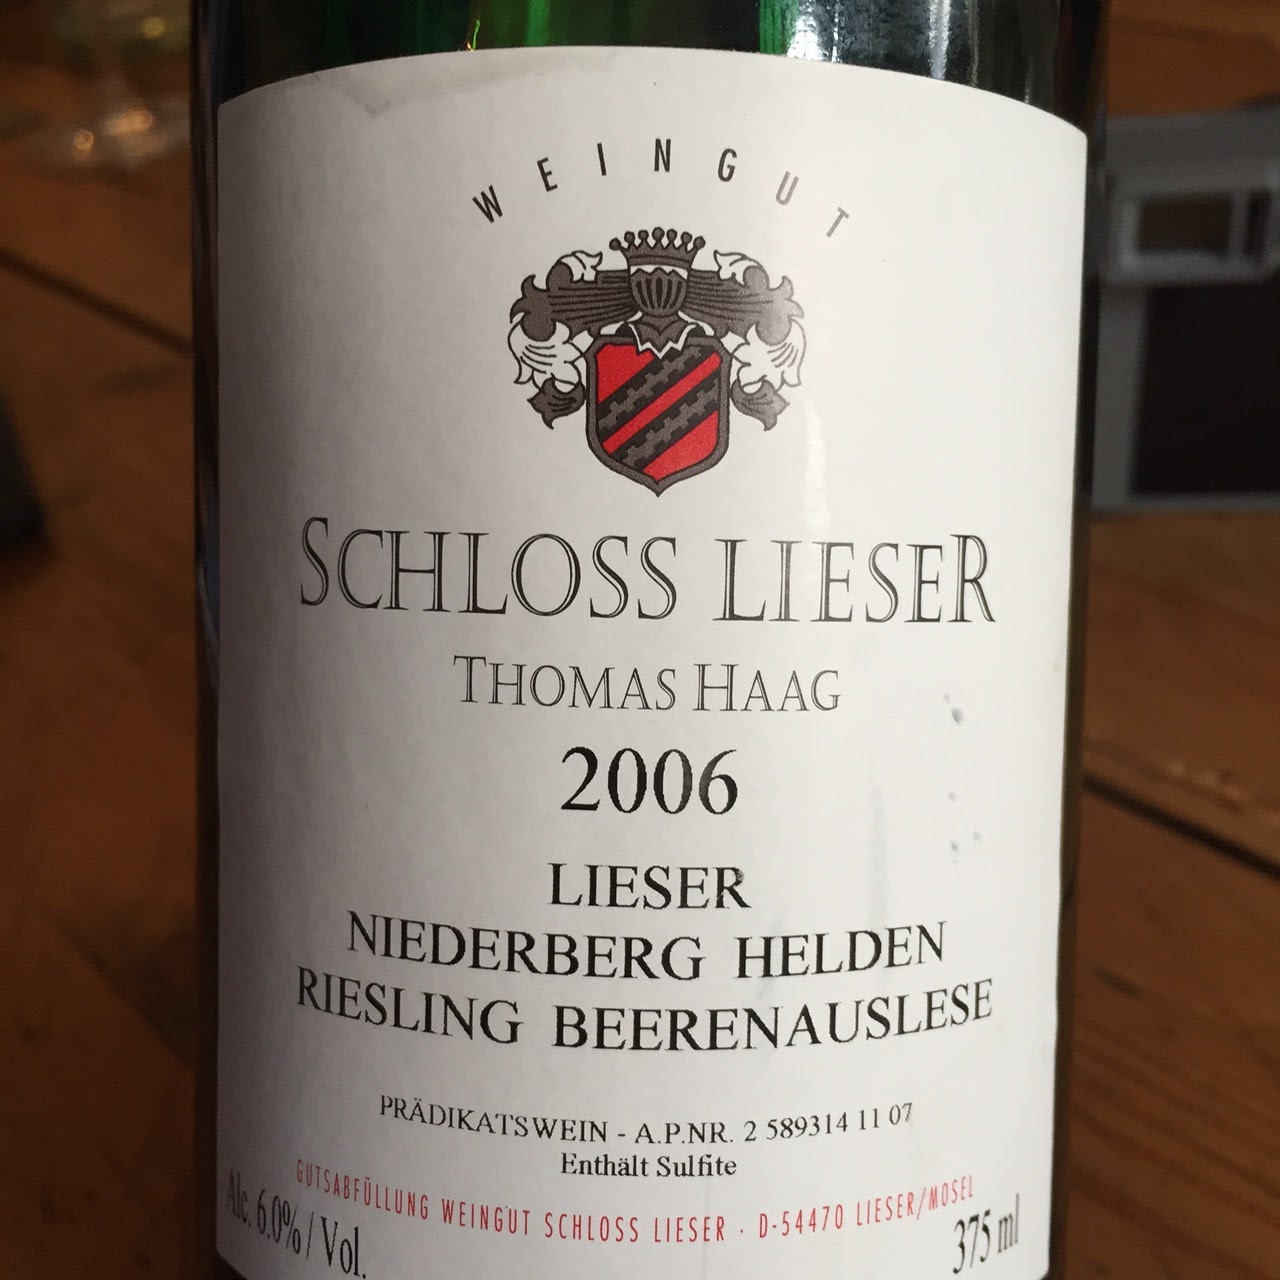 WEINGUT
SCHLOSS LIESER
THOMAS HAAG
2006
LIESER
NIEDERBERG HELDEN
RIESLING BEERENAUSLESE
PRÄDIKATSWEIN - A.P.NR. 2 589314 11 07
Enthält Sulfite
GUTSABFÜLLUNG WEINGUT SCHLOSS LIESER · D-54470 LIESER/MOSEL
Alc. 6.0% / Vol.
375 ml